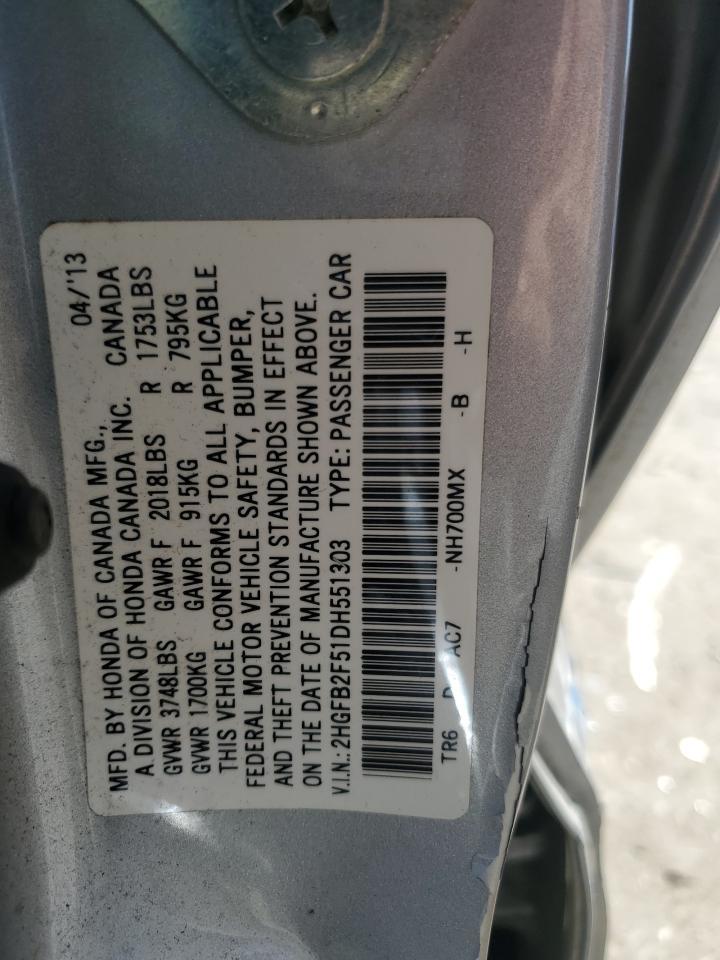 MFD. BY HONDA OF CANADA MFG., 04/'13
A DIVISION OF HONDA CANADA INC. CANADA
GVWR 3748LBS GAWR F 2018LBS R 1753LBS
GVWR 1700KG GAWR F 915KG R 795KG
THIS VEHICLE CONFORMS TO ALL APPLICABLE
FEDERAL MOTOR VEHICLE SAFETY, BUMPER,
AND THEFT PREVENTION STANDARDS IN EFFECT
ON THE DATE OF MANUFACTURE SHOWN ABOVE.
V.I.N.: 2HGFB2F51DH551303 TYPE: PASSENGER CAR
TR6 AC7 -NH700MX -B -H